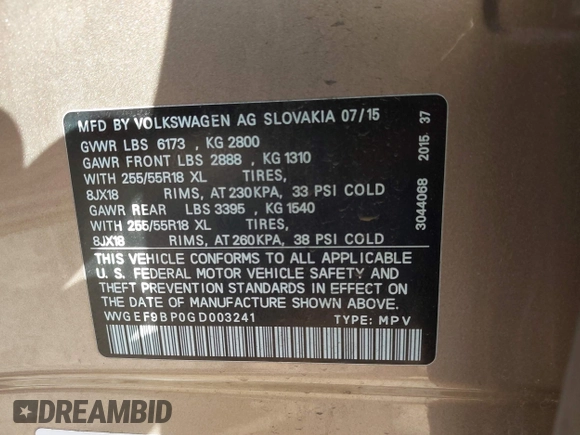 MFD BY VOLKSWAGEN AG SLOVAKIA 07/15
GVWR LBS 6173 , KG 2800
GAWR FRONT LBS 2888 , KG 1310
WITH 255/55R18 XL TIRES,
8JX18 RIMS, AT 230KPA, 33 PSI COLD
GAWR REAR LBS 3395 , KG 1540
WITH 255/55R18 XL TIRES,
8JX18 RIMS, AT 260KPA, 38 PSI COLD
THIS VEHICLE CONFORMS TO ALL APPLICABLE
U. S. FEDERAL MOTOR VEHICLE SAFETY AND
THEFT PREVENTION STANDARDS IN EFFECT ON
THE DATE OF MANUFACTURE SHOWN ABOVE.
WVGEF9BP0GD003241 TYPE: MPV
3044068 2015 37
DREAMBID